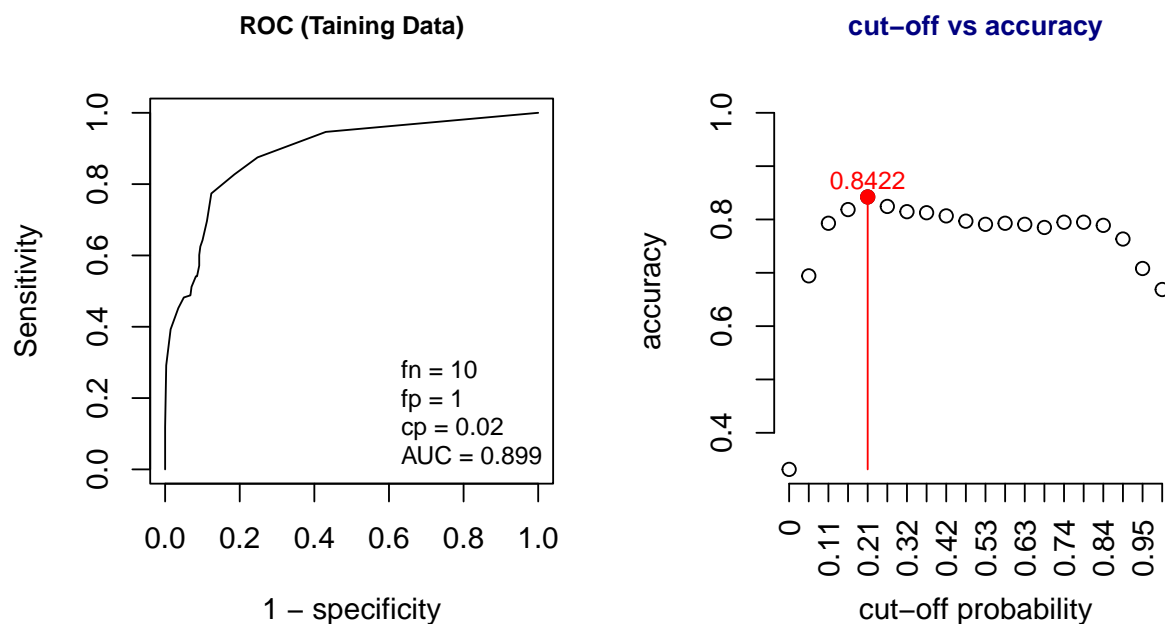 ROC (Taining Data)
Sensitivity
1.0
0.8
0.6
0.4
0.2
0.0
fn = 10
fp = 1
cp = 0.02
AUC = 0.899
0.0 0.2 0.4 0.6 0.8 1.0
1 − specificity
cut−off vs accuracy
accuracy
1.0
0.8
0.6
0.4
0.8422
0 0.11 0.21 0.32 0.42 0.53 0.63 0.74 0.84 0.95
cut−off probability